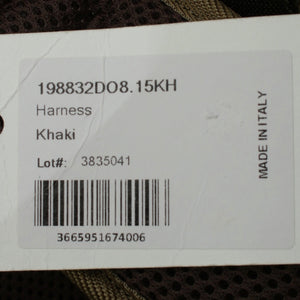 198832DO8.15KH
Harness
Khaki
Lot#: 3835041
3665951674006
MADE IN ITALY